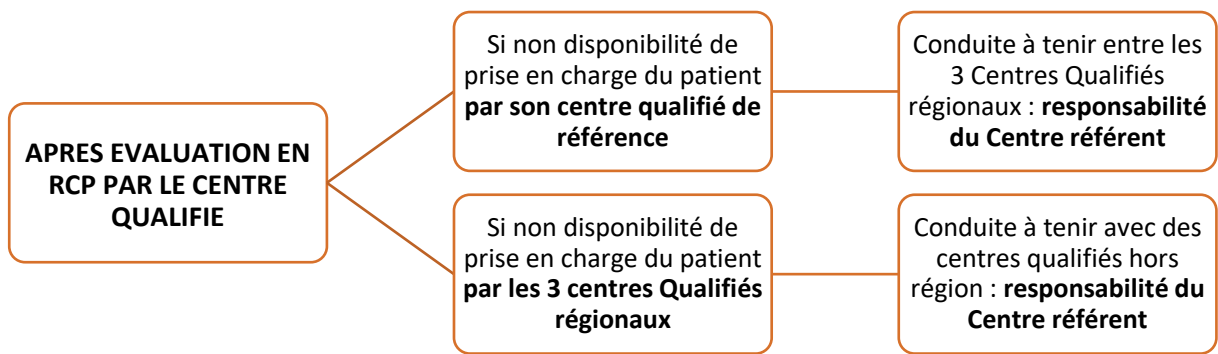 APRES EVALUATION EN
RCP PAR LE CENTRE
QUALIFIE
Si non disponibilité de
prise en charge du patient
par son centre qualifié de
référence
Conduite à tenir entre les
3 Centres Qualifiés
régionaux : responsabilité
du Centre référent
Si non disponibilité de
prise en charge du patient
par les 3 centres Qualifiés
régionaux
Conduite à tenir avec des
centres qualifiés hors
région : responsabilité du
Centre référent